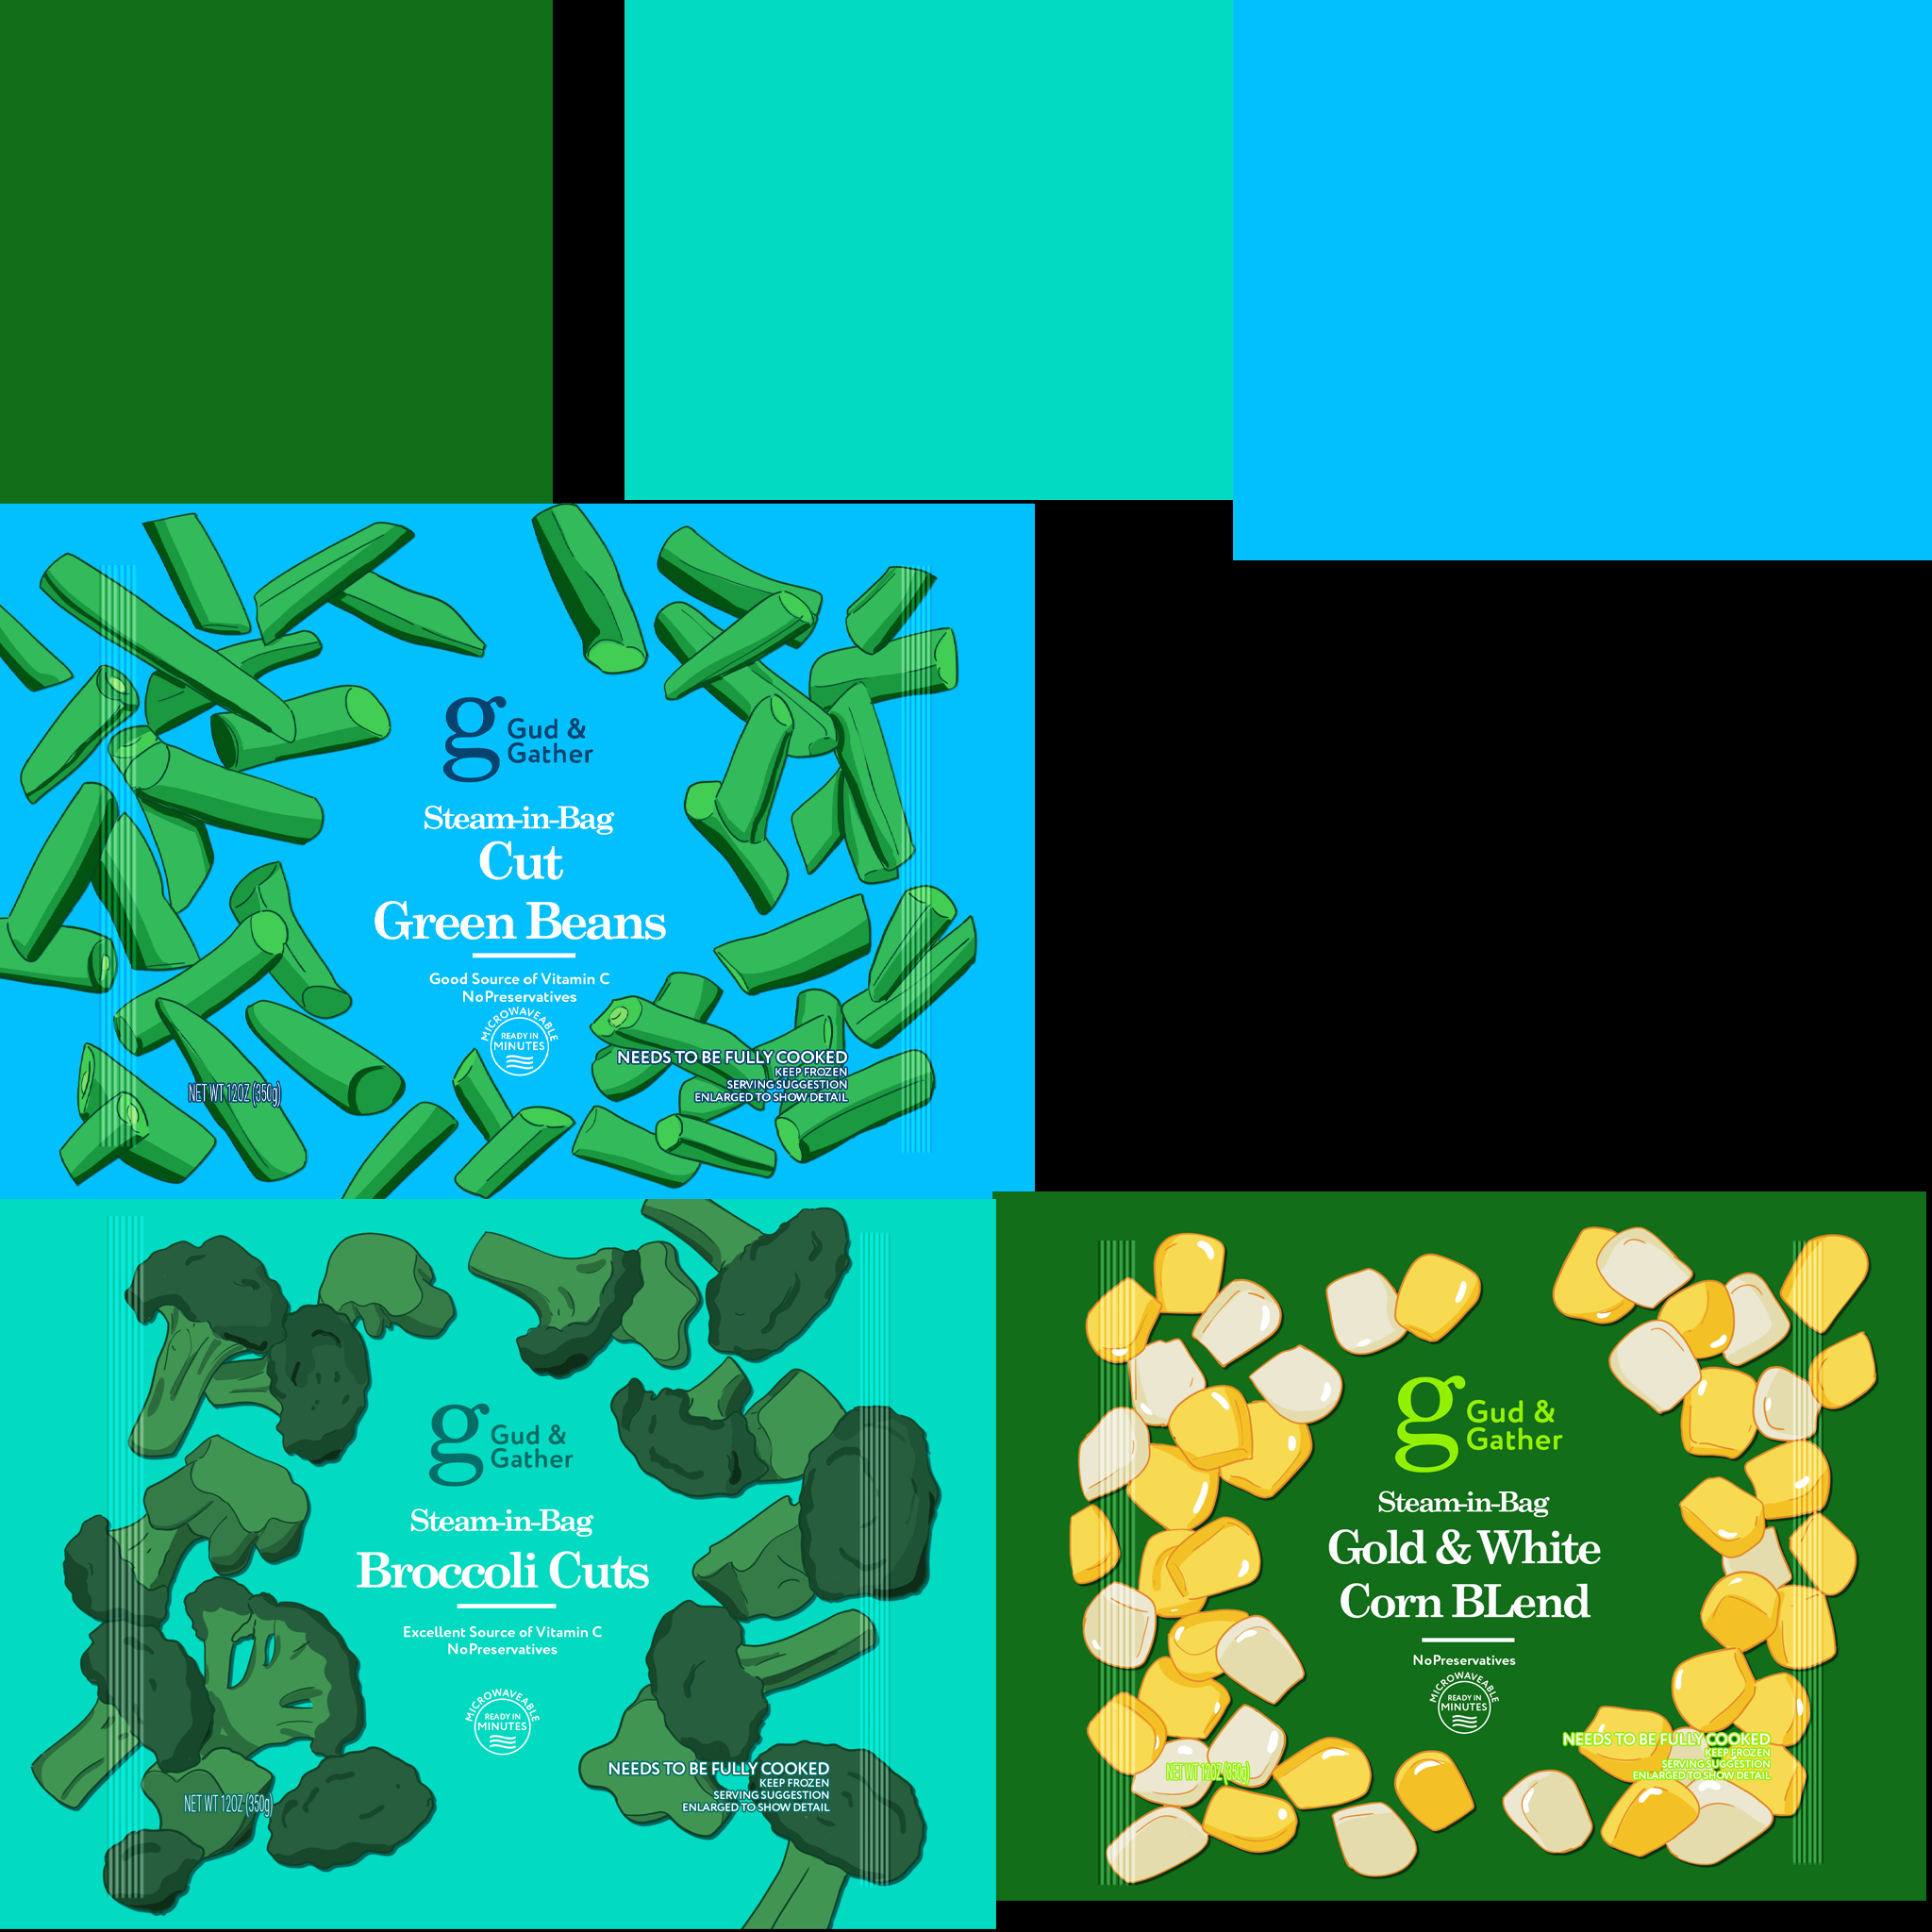 g Gud &
Gather
Steam-in-Bag
Cut
Green Beans
Good Source of Vitamin C
NoPreservatives
MICROWAVEABLE
READY IN
MINUTES
NEEDS TO BE FULLY COOKED
KEEP FROZEN
SERVING SUGGESTION
ENLARGED TO SHOW DETAIL
NET WT 12OZ (350g)
g Gud &
Gather
Steam-in-Bag
Broccoli Cuts
Excellent Source of Vitamin C
NoPreservatives
MICROWAVEABLE
READY IN
MINUTES
NEEDS TO BE FULLY COOKED
KEEP FROZEN
SERVING SUGGESTION
ENLARGED TO SHOW DETAIL
NET WT 12OZ (350g)
g Gud &
Gather
Steam-in-Bag
Gold & White
Corn BLend
NoPreservatives
MICROWAVEABLE
READY IN
MINUTES
NEEDS TO BE FULLY COOKED
KEEP FROZEN
SERVING SUGGESTION
ENLARGED TO SHOW DETAIL
NET WT 12OZ (350g)